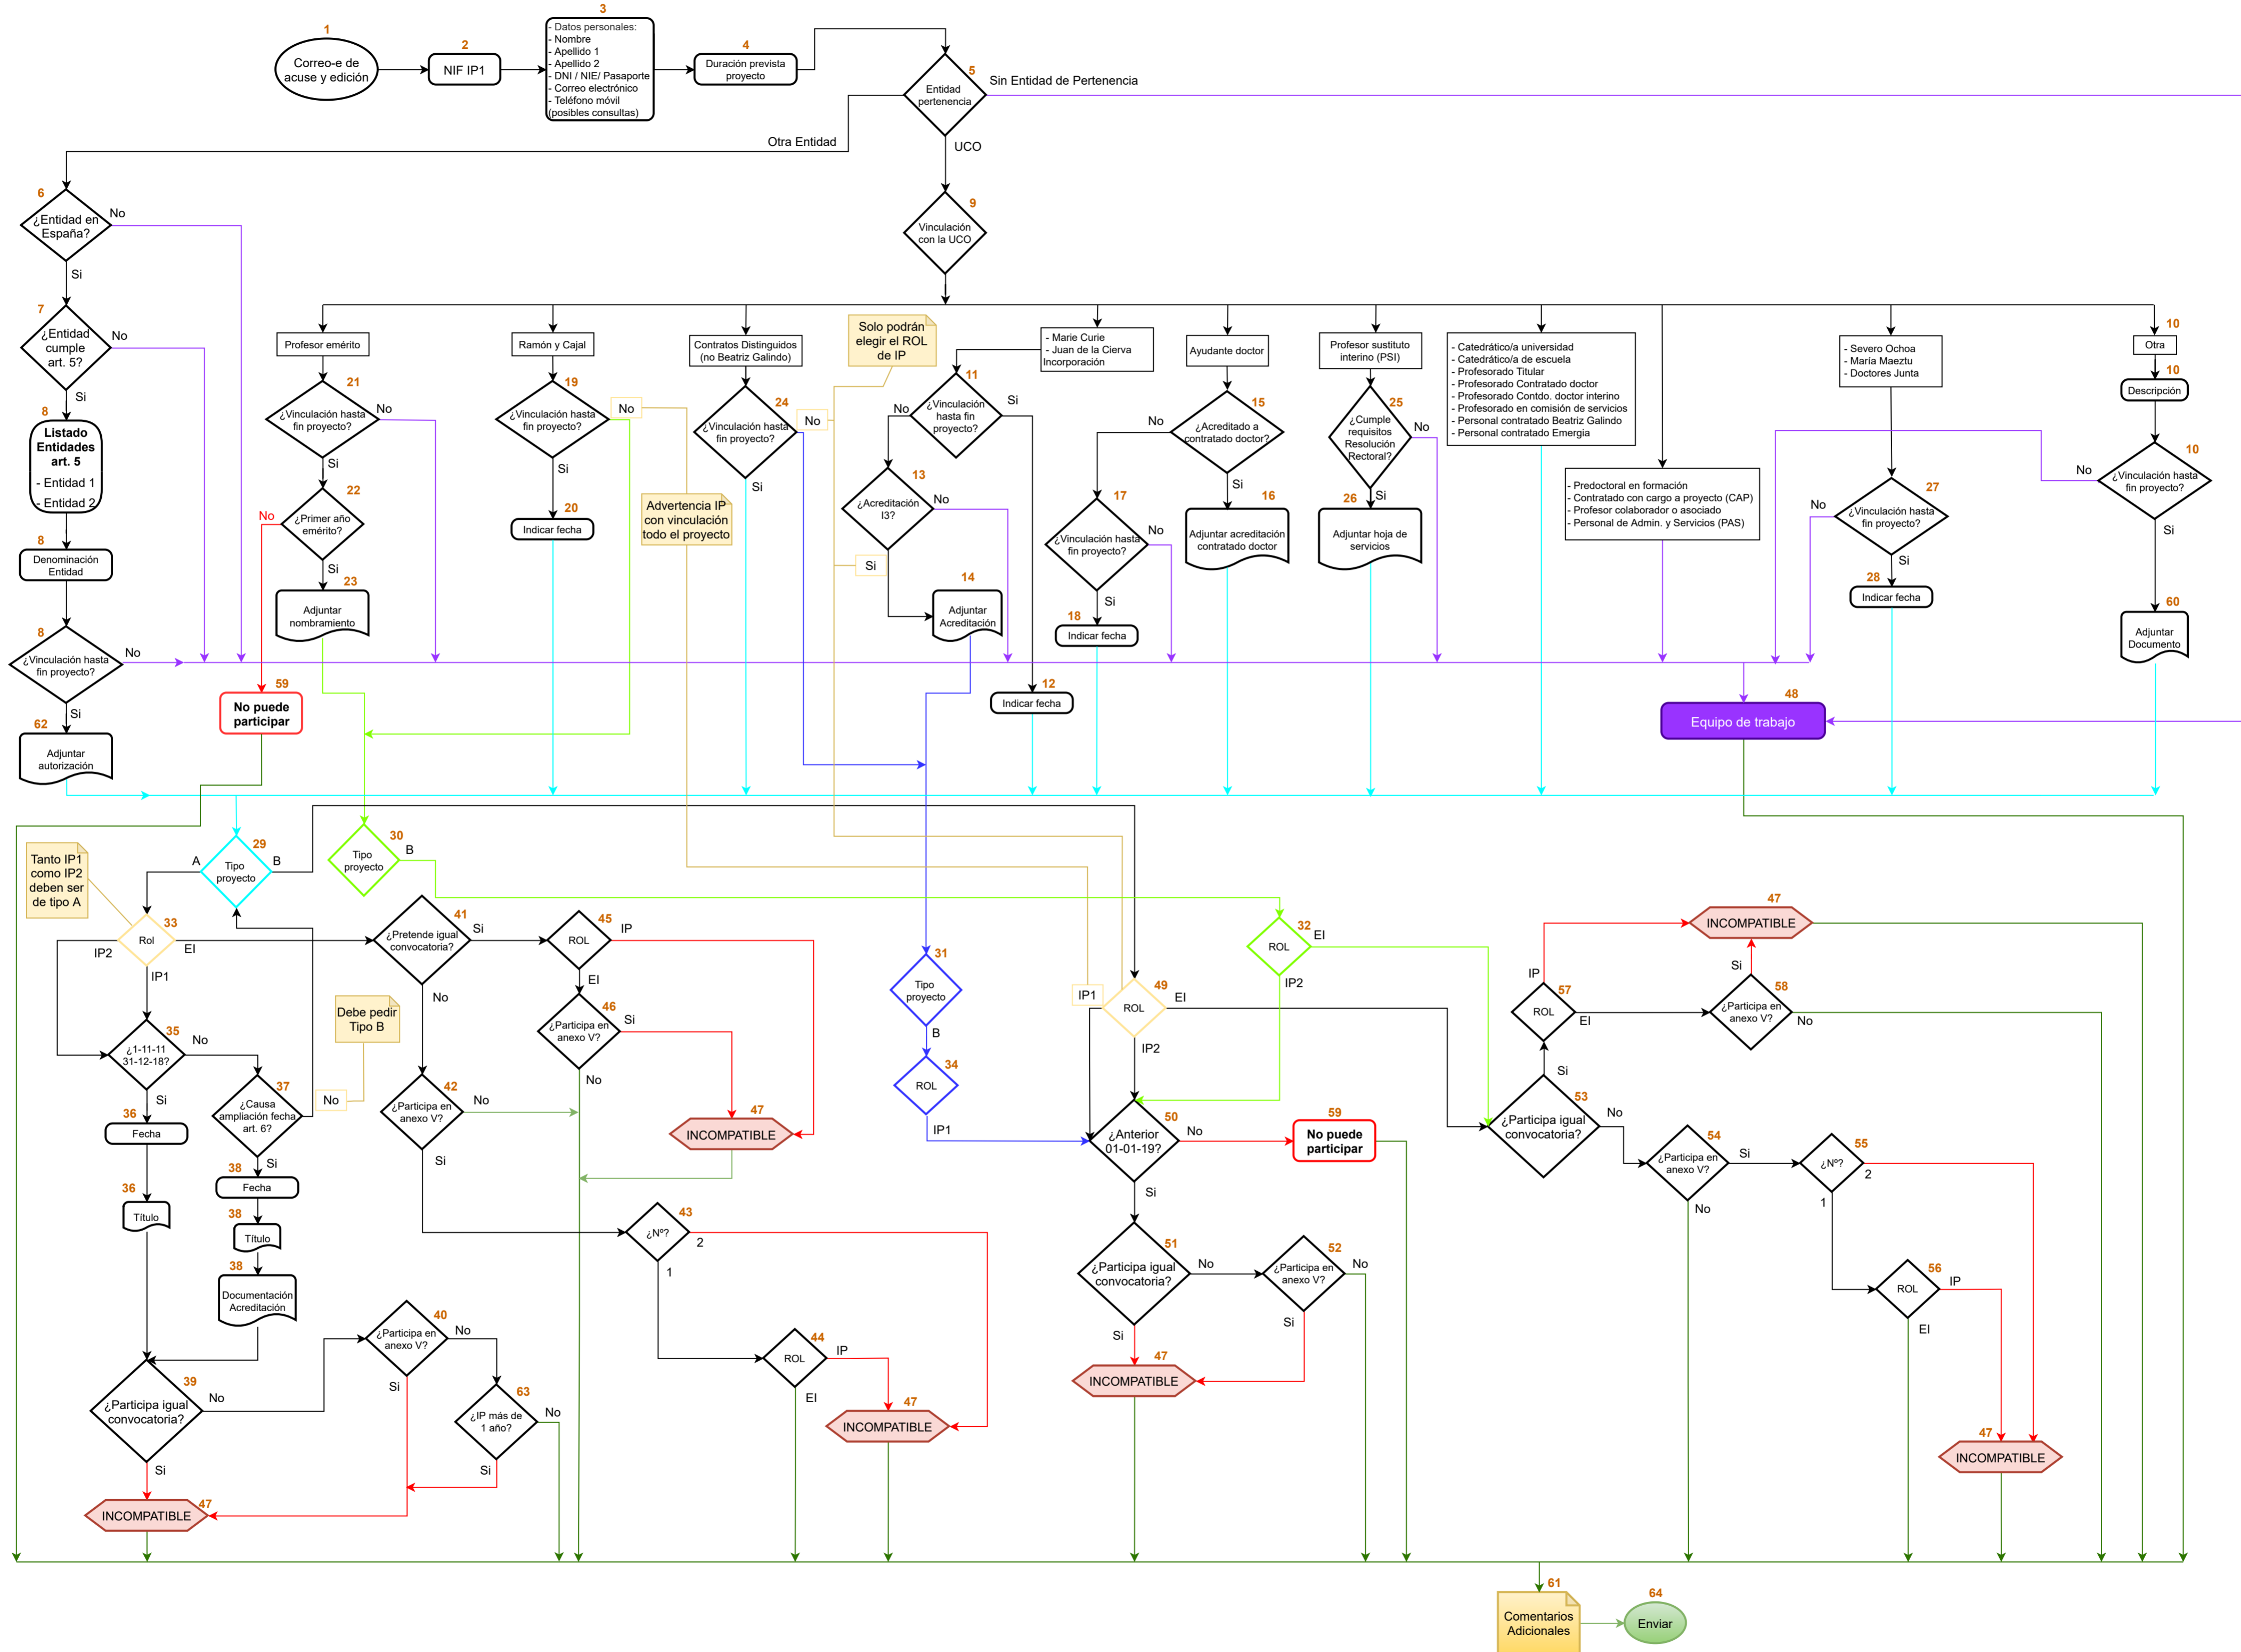 1
Correo-e de
acuse y edición
2
NIF IP1
3
- Datos personales:
- Nombre
- Apellido 1
- Apellido 2
- DNI / NIE/ Pasaporte
- Correo electrónico
- Teléfono móvil
(posibles consultas)
4
Duración prevista
proyecto
5
Entidad
pertenencia
Sin Entidad de Pertenencia
Otra Entidad
UCO
6
¿Entidad en
España?
No
Si
7
¿Entidad
cumple
art. 5?
No
Si
8
Listado
Entidades
art. 5
- Entidad 1
- Entidad 2
8
Denominación
Entidad
8
¿Vinculación hasta
fin proyecto?
No
Si
62
Adjuntar
autorización
9
Vinculación
con la UCO
Profesor emérito
21
¿Vinculación hasta
fin proyecto?
No
Si
22
¿Primer año
emérito?
No
Si
23
Adjuntar
nombramiento
59
No puede
participar
Ramón y Cajal
19
¿Vinculación hasta
fin proyecto?
No
Si
20
Indicar fecha
Advertencia IP
con vinculación
todo el proyecto
Contratos Distinguidos
(no Beatriz Galindo)
24
¿Vinculación hasta
fin proyecto?
No
Si
Solo podrán
elegir el ROL
de IP
- Marie Curie
- Juan de la Cierva
Incorporación
11
¿Vinculación
hasta fin
proyecto?
No
Si
13
¿Acreditación
I3?
No
Si
14
Adjuntar
Acreditación
12
Indicar fecha
Ayudante doctor
15
¿Acreditado a
contratado doctor?
No
Si
16
Adjuntar acreditación
contratado doctor
17
¿Vinculación hasta
fin proyecto?
No
Si
18
Indicar fecha
Profesor sustituto
interino (PSI)
25
¿Cumple
requisitos
Resolución
Rectoral?
No
Si
26
Adjuntar hoja de
servicios
- Catedrático/a universidad
- Catedrático/a de escuela
- Profesorado Titular
- Profesorado Contratado doctor
- Profesorado Contdo. doctor interino
- Profesorado en comisión de servicios
- Personal contratado Beatriz Galindo
- Personal contratado Emergia
- Predoctoral en formación
- Contratado con cargo a proyecto (CAP)
- Profesor colaborador o asociado
- Personal de Admin. y Servicios (PAS)
- Severo Ochoa
- María Maeztu
- Doctores Junta
27
¿Vinculación hasta
fin proyecto?
No
Si
28
Indicar fecha
10
Otra
10
Descripción
10
¿Vinculación hasta
fin proyecto?
No
Si
60
Adjuntar
Documento
48
Equipo de trabajo
Tanto IP1
como IP2
deben ser
de tipo A
29
Tipo
proyecto
A
B
30
Tipo
proyecto
B
33
Rol
IP2
IP1
EI
35
¿1-11-11
31-12-18?
No
Si
36
Fecha
36
Título
37
¿Causa
ampliación fecha
art. 6?
No
Si
Debe pedir
Tipo B
38
Fecha
38
Título
38
Documentación
Acreditación
39
¿Participa igual
convocatoria?
No
Si
40
¿Participa en
anexo V?
No
Si
63
¿IP más de
1 año?
No
Si
47
INCOMPATIBLE
41
¿Pretende igual
convocatoria?
Si
No
45
ROL
IP
EI
46
¿Participa en
anexo V?
Si
No
42
¿Participa en
anexo V?
No
Si
47
INCOMPATIBLE
43
¿Nº?
2
1
44
ROL
IP
EI
47
INCOMPATIBLE
31
Tipo
proyecto
B
34
ROL
IP1
32
ROL
EI
IP2
49
ROL
IP1
EI
IP2
50
¿Anterior
01-01-19?
No
Si
59
No puede
participar
51
¿Participa igual
convocatoria?
No
Si
52
¿Participa en
anexo V?
No
Si
47
INCOMPATIBLE
47
INCOMPATIBLE
57
ROL
IP
EI
58
¿Participa en
anexo V?
Si
No
53
¿Participa igual
convocatoria?
Si
No
54
¿Participa en
anexo V?
Si
No
55
¿Nº?
2
1
56
ROL
IP
EI
47
INCOMPATIBLE
61
Comentarios
Adicionales
64
Enviar